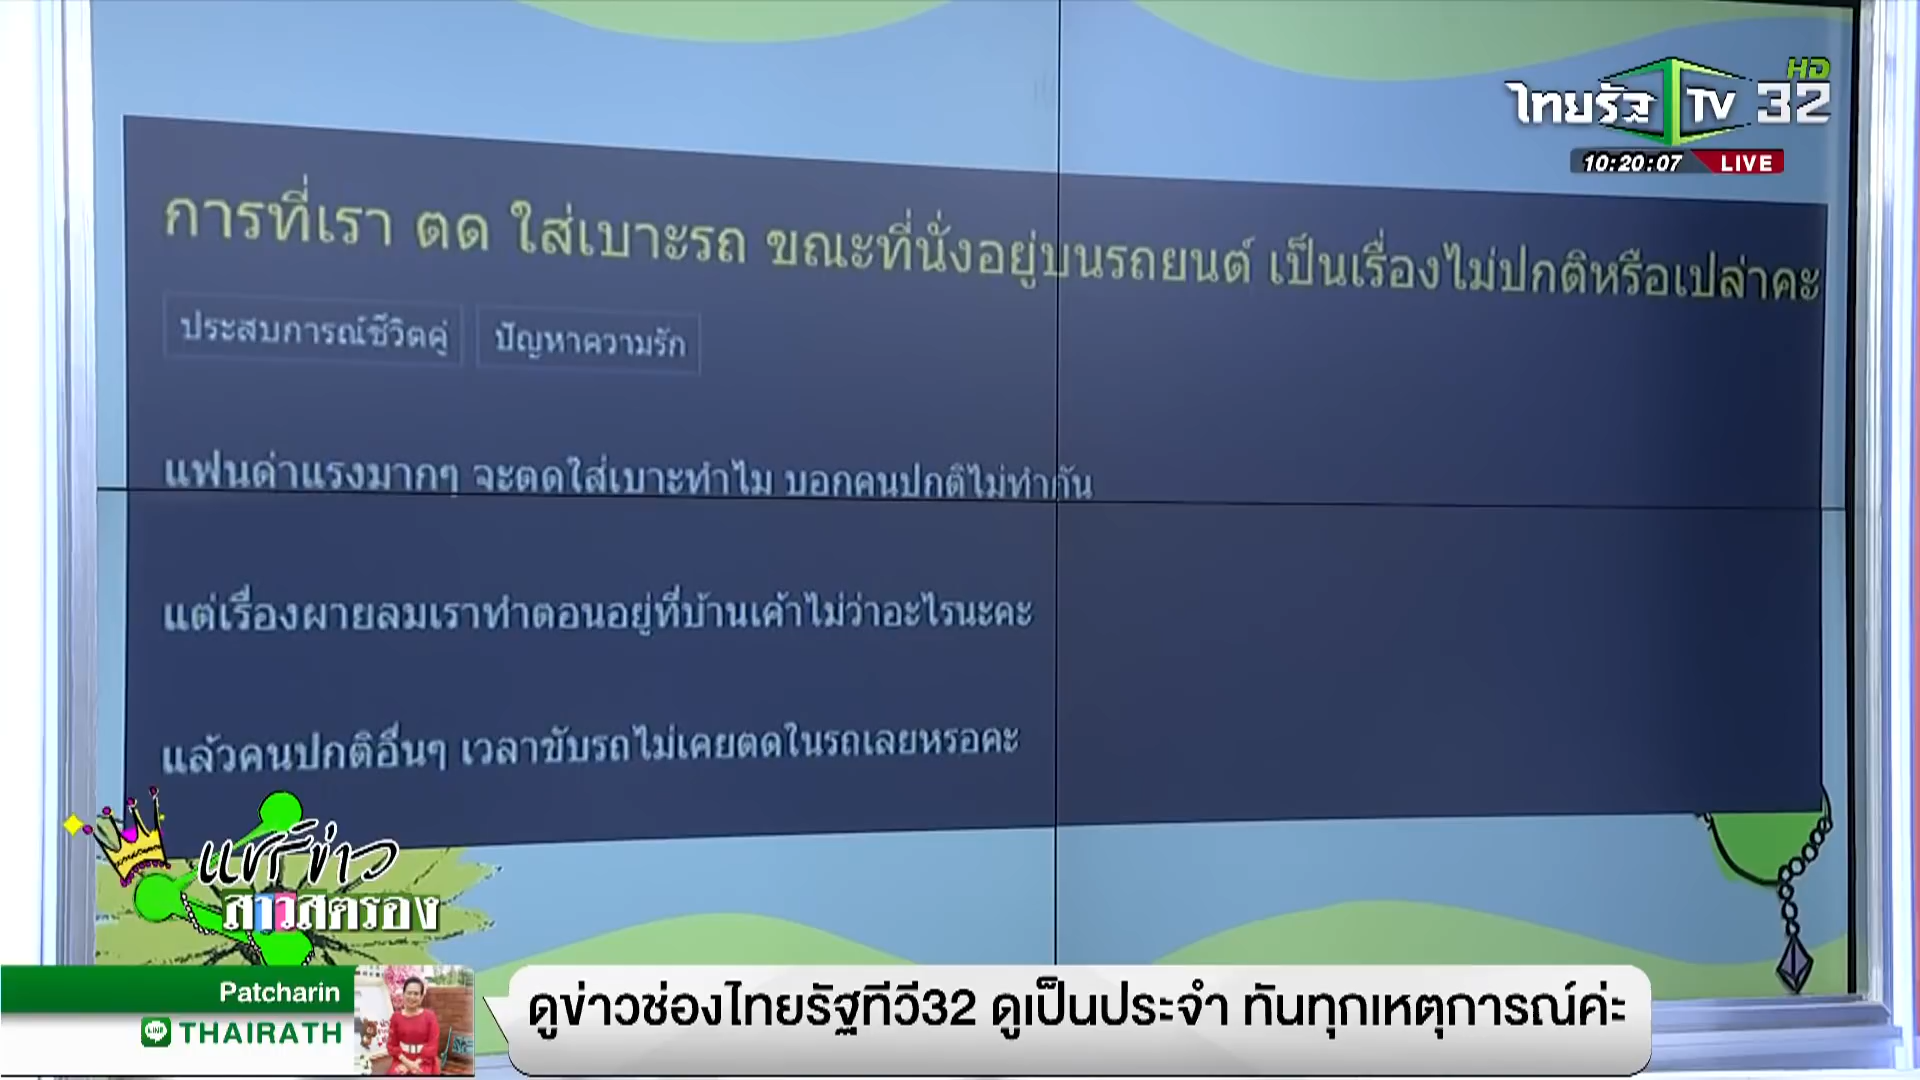 ไทยรัฐ TV HD 32
10:20:07 LIVE
การที่เรา ตด ใส่เบาะรถ ขณะที่นั่งอยู่บนรถยนต์ เป็นเรื่องไม่ปกติหรือเปล่าคะ
ประสบการณ์ชีวิตคู่ ปัญหาความรัก
แฟนด่าแรงมากๆ จะตดใส่เบาะทำไม บอกคนปกติไม่ทำกัน
แต่เรื่องผายลมเราทำตอนอยู่ที่บ้านเค้าไม่ว่าอะไรนะคะ
แล้วคนปกติอื่นๆ เวลาขับรถไม่เคยตดในรถเลยหรอคะ
แชร์ข่าว
สาวสตรอง
Patcharin
LINE THAIRATH
ดูข่าวช่องไทยรัฐทีวี32 ดูเป็นประจำ ทันทุกเหตุการณ์ค่ะ